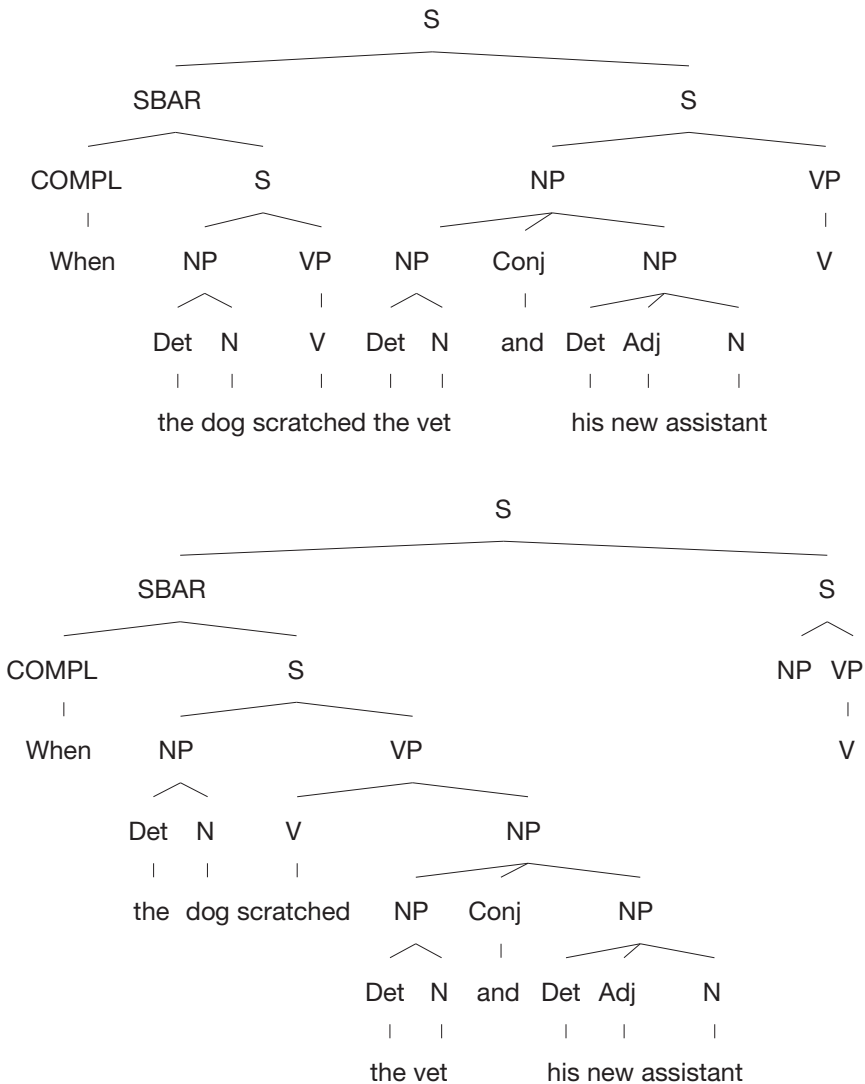 S
SBAR S
COMPL S NP VP
When NP VP NP Conj NP V
Det N V Det N and Det Adj N
the dog scratched the vet his new assistant
S
SBAR S
COMPL S NP VP
When NP VP V
Det N V NP
the dog scratched NP Conj NP
Det N and Det Adj N
the vet his new assistant